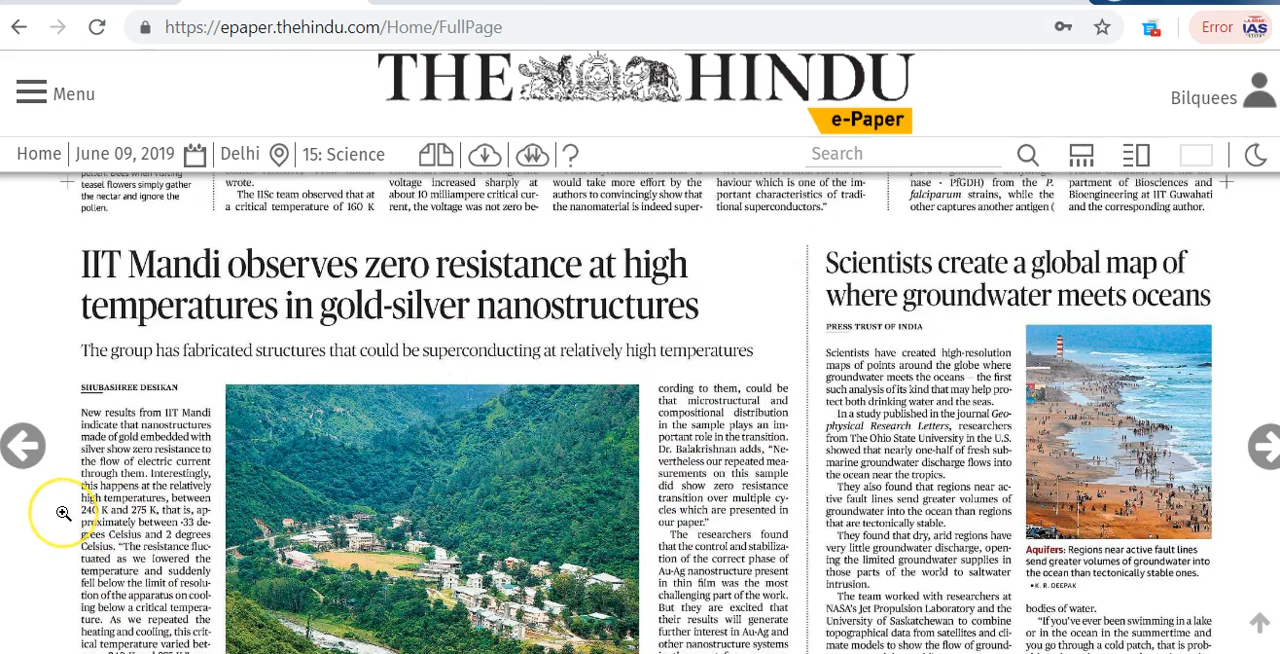 https://epaper.thehindu.com/Home/FullPage
Error
IAS
Menu
THE HINDU
e-Paper
Bilquees
Home
June 09, 2019
Delhi
15: Science
?
Search
teasel flowers simply gather
the nectar and ignore the
pollen.
wrote.
The IISc team observed that at
a critical temperature of 160 K
voltage increased sharply at
about 10 milliampere critical cur-
rent, the voltage was not zero be-
would take more effort by the
authors to convincingly show that
the nanomaterial is indeed super-
haviour which is one of the im-
portant characteristics of tradi-
tional superconductors."
nase - PfGDH) from the P.
falciparum strains, while the
other captures another antigen (
partment of Biosciences and
Bioengineering at IIT Guwahati
and the corresponding author.
IIT Mandi observes zero resistance at high
temperatures in gold-silver nanostructures
The group has fabricated structures that could be superconducting at relatively high temperatures
SHUBASHREE DESIKAN
New results from IIT Mandi
indicate that nanostructures
made of gold embedded with
silver show zero resistance to
the flow of electric current
through them. Interestingly,
this happens at the relatively
high temperatures, between
240 K and 275 K, that is, ap-
proximately between -33 de-
grees Celsius and 2 degrees
Celsius. "The resistance fluc-
tuated as we lowered the
temperature and suddenly
fell below the limit of resolu-
tion of the apparatus on cool-
ing below a critical tempera-
ture. As we repeated the
heating and cooling, this crit-
ical temperature varied bet-
cording to them, could be
that microstructural and
compositional distribution
in the sample plays an im-
portant role in the transition.
Dr. Balakrishnan adds, "Ne-
vertheless our repeated mea-
surements on this sample
did show zero resistance
transition over multiple cy-
cles which are presented in
our paper."
The researchers found
that the control and stabiliza-
tion of the correct phase of
Au-Ag nanostructure present
in thin film was the most
challenging part of the work.
But they are excited that
their results will generate
further interest in Au-Ag and
other nanostructure systems
Scientists create a global map of
where groundwater meets oceans
PRESS TRUST OF INDIA
Scientists have created high-resolution
maps of points around the globe where
groundwater meets the oceans – the first
such analysis of its kind that may help pro-
tect both drinking water and the seas.
In a study published in the journal Geo-
physical Research Letters, researchers
from The Ohio State University in the U.S.
showed that nearly one-half of fresh sub-
marine groundwater discharge flows into
the ocean near the tropics.
They also found that regions near ac-
tive fault lines send greater volumes of
groundwater into the ocean than regions
that are tectonically stable.
They found that dry, arid regions have
very little groundwater discharge, open-
ing the limited groundwater supplies in
those parts of the world to saltwater
intrusion.
The team worked with researchers at
NASA's Jet Propulsion Laboratory and the
University of Saskatchewan to combine
topographical data from satellites and cli-
mate models to show the flow of ground-
Aquifers: Regions near active fault lines
send greater volumes of groundwater into
the ocean than tectonically stable ones.
• K. R. DEEPAK
bodies of water.
"If you've ever been swimming in a lake
or in the ocean in the summertime and
you go through a cold patch, that is prob-